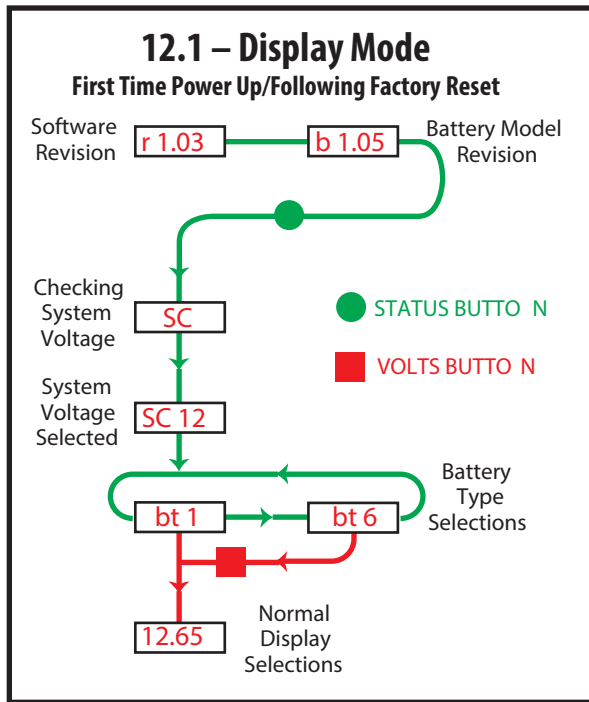 12.1 – Display Mode
First Time Power Up/Following Factory Reset
Software
Revision
r 1.03
b 1.05
Battery Model
Revision
Checking
System
Voltage
SC
STATUS BUTTO N
VOLTS BUTTO N
System
Voltage
Selected
SC 12
bt 1
bt 6
Battery
Type
Selections
12.65
Normal
Display
Selections